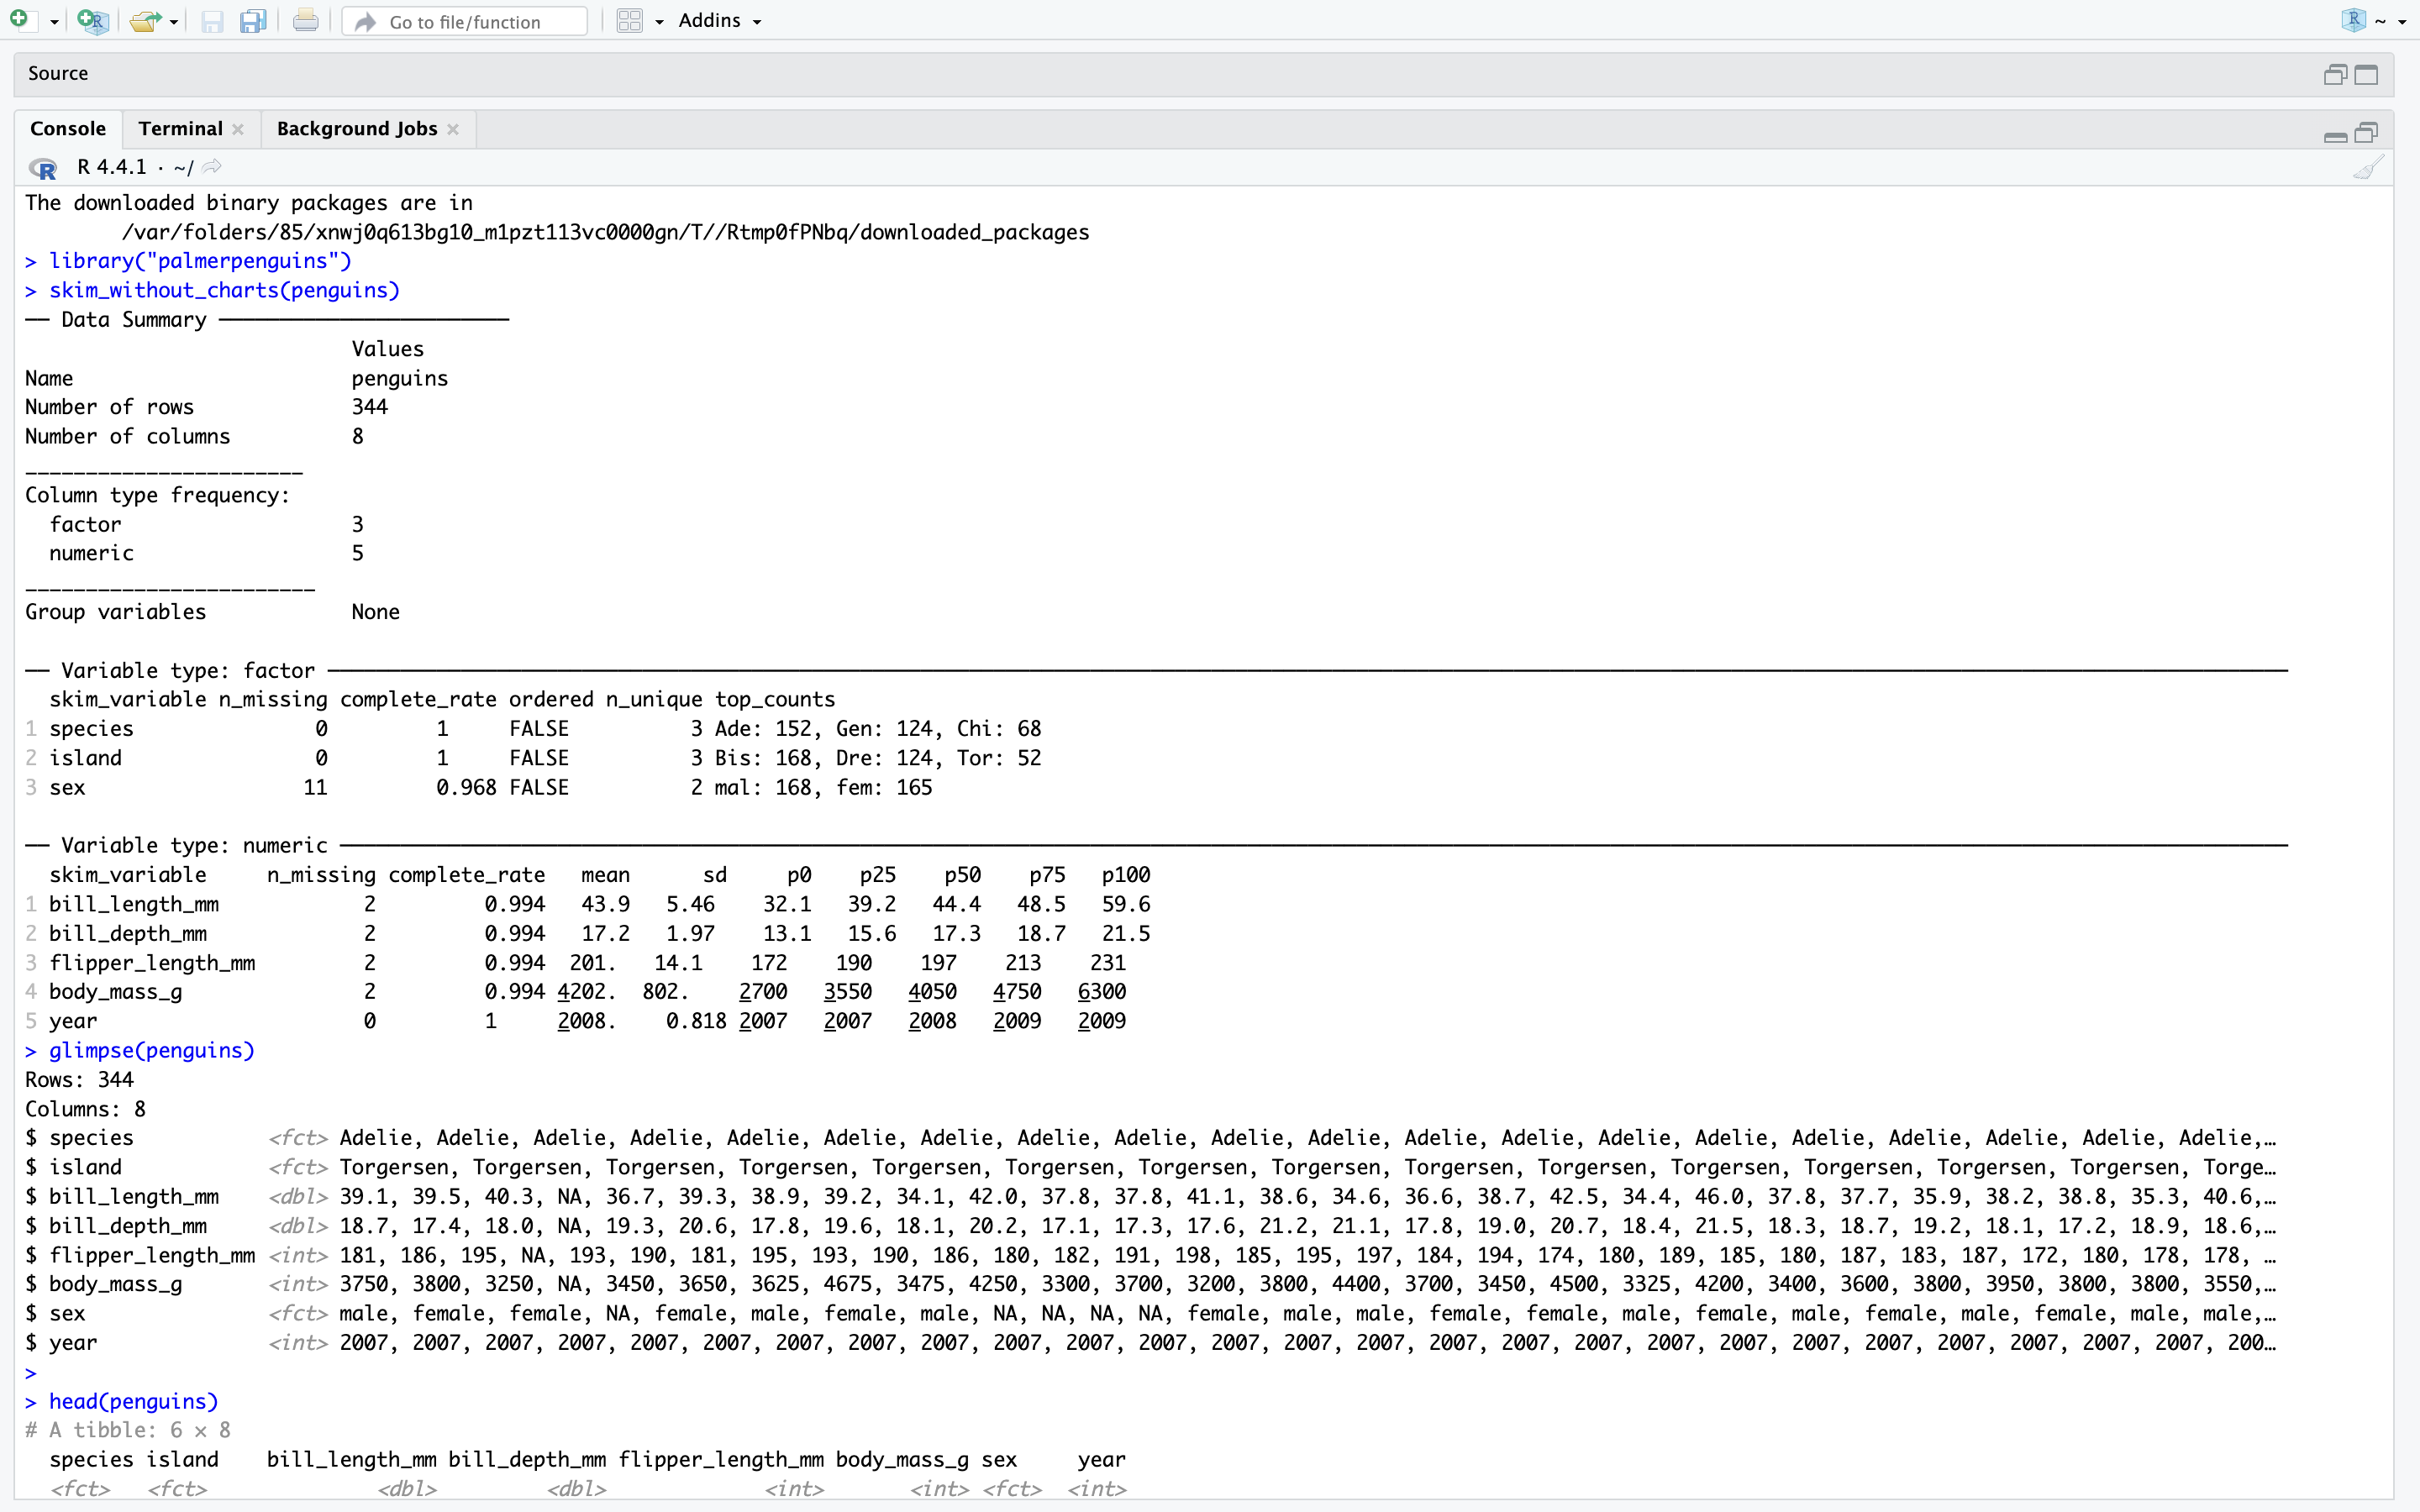 Go to file/function
Addins
R ~
Source
Console Terminal × Background Jobs ×
R R 4.4.1 · ~/
The downloaded binary packages are in
	/var/folders/85/xnwj0q613bg10_m1pzt113vc0000gn/T//Rtmp0fPNbq/downloaded_packages
> library("palmerpenguins")
> skim_without_charts(penguins)
── Data Summary ────────────────────────
                           Values
Name                       penguins
Number of rows             344
Number of columns          8
_______________________
Column type frequency:
  factor                   3
  numeric                  5
________________________
Group variables            None
── Variable type: factor ────────────────────────
  skim_variable n_missing complete_rate ordered n_unique top_counts
1 species               0         1     FALSE          3 Ade: 152, Gen: 124, Chi: 68
2 island                0         1     FALSE          3 Bis: 168, Dre: 124, Tor: 52
3 sex                  11         0.968 FALSE          2 mal: 168, fem: 165
── Variable type: numeric ────────────────────────
  skim_variable     n_missing complete_rate   mean      sd     p0    p25    p50    p75   p100
1 bill_length_mm            2         0.994   43.9   5.46    32.1   39.2   44.4   48.5   59.6
2 bill_depth_mm             2         0.994   17.2   1.97    13.1   15.6   17.3   18.7   21.5
3 flipper_length_mm         2         0.994  201.   14.1    172    190    197    213    231
4 body_mass_g               2         0.994 4202.  802.    2700   3550   4050   4750   6300
5 year                      0         1     2008.    0.818 2007   2007   2008   2009   2009
> glimpse(penguins)
Rows: 344
Columns: 8
$ species           <fct> Adelie, Adelie, Adelie, Adelie, Adelie, Adelie, Adelie, Adelie, Adelie, Adelie, Adelie, Adelie, Adelie, Adelie, Adelie, Adelie, Adelie, Adelie, Adelie, Adelie,…
$ island            <fct> Torgersen, Torgersen, Torgersen, Torgersen, Torgersen, Torgersen, Torgersen, Torgersen, Torgersen, Torgersen, Torgersen, Torgersen, Torgersen, Torgersen, Torge…
$ bill_length_mm    <dbl> 39.1, 39.5, 40.3, NA, 36.7, 39.3, 38.9, 39.2, 34.1, 42.0, 37.8, 37.8, 41.1, 38.6, 34.6, 36.6, 38.7, 42.5, 34.4, 46.0, 37.8, 37.7, 35.9, 38.2, 38.8, 35.3, 40.6,…
$ bill_depth_mm     <dbl> 18.7, 17.4, 18.0, NA, 19.3, 20.6, 17.8, 19.6, 18.1, 20.2, 17.1, 17.3, 17.6, 21.2, 21.1, 17.8, 19.0, 20.7, 18.4, 21.5, 18.3, 18.7, 19.2, 18.1, 17.2, 18.9, 18.6,…
$ flipper_length_mm <int> 181, 186, 195, NA, 193, 190, 181, 195, 193, 190, 186, 180, 182, 191, 198, 185, 195, 197, 184, 194, 174, 180, 189, 185, 180, 187, 183, 187, 172, 180, 178, 178, …
$ body_mass_g       <int> 3750, 3800, 3250, NA, 3450, 3650, 3625, 4675, 3475, 4250, 3300, 3700, 3200, 3800, 4400, 3700, 3450, 4500, 3325, 4200, 3400, 3600, 3800, 3950, 3800, 3800, 3550,…
$ sex               <fct> male, female, female, NA, female, male, female, male, NA, NA, NA, NA, female, male, male, female, female, male, female, male, female, male, female, male, male,…
$ year              <int> 2007, 2007, 2007, 2007, 2007, 2007, 2007, 2007, 2007, 2007, 2007, 2007, 2007, 2007, 2007, 2007, 2007, 2007, 2007, 2007, 2007, 2007, 2007, 2007, 2007, 2007, 200…
>
> head(penguins)
# A tibble: 6 × 8
  species island    bill_length_mm bill_depth_mm flipper_length_mm body_mass_g sex     year
  <fct>   <fct>              <dbl>         <dbl>             <int>       <int> <fct>  <int>